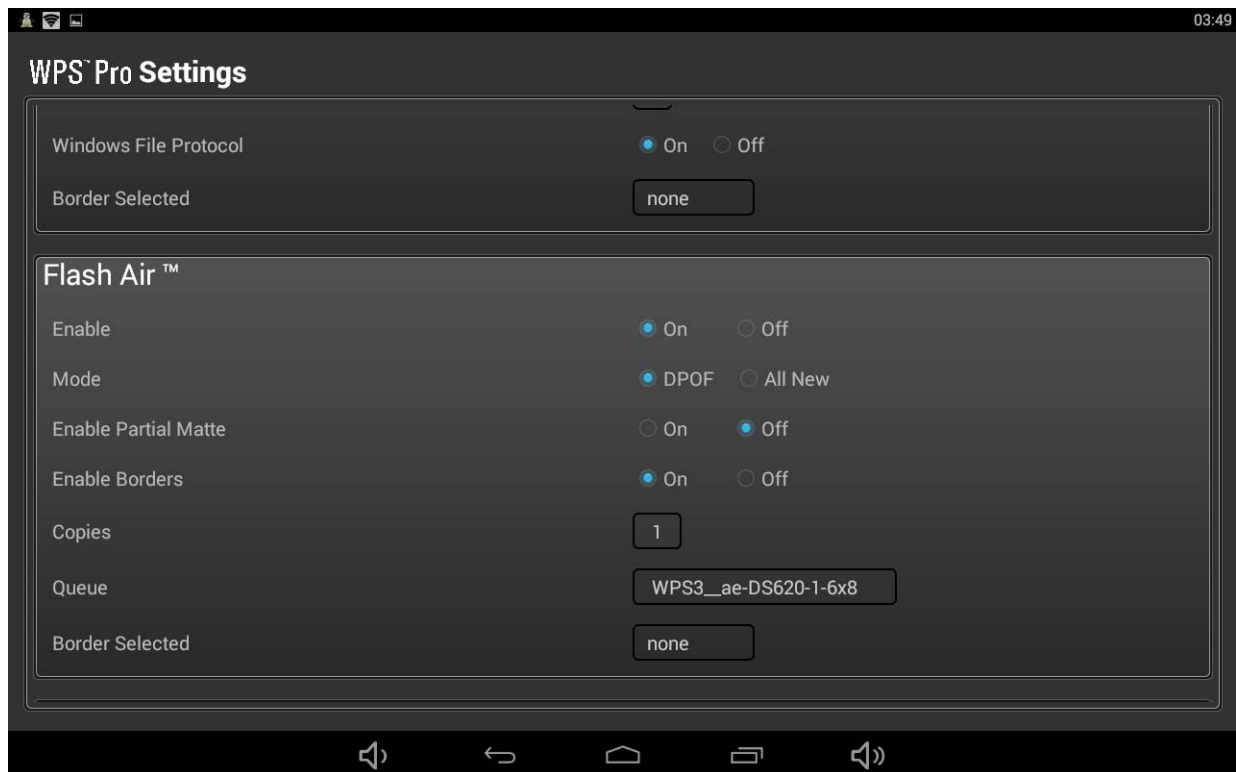 03:49
WPS™ Pro Settings
Windows File Protocol On Off
Border Selected none
Flash Air ™
Enable On Off
Mode DPOF All New
Enable Partial Matte On Off
Enable Borders On Off
Copies 1
Queue WPS3__ae-DS620-1-6x8
Border Selected none